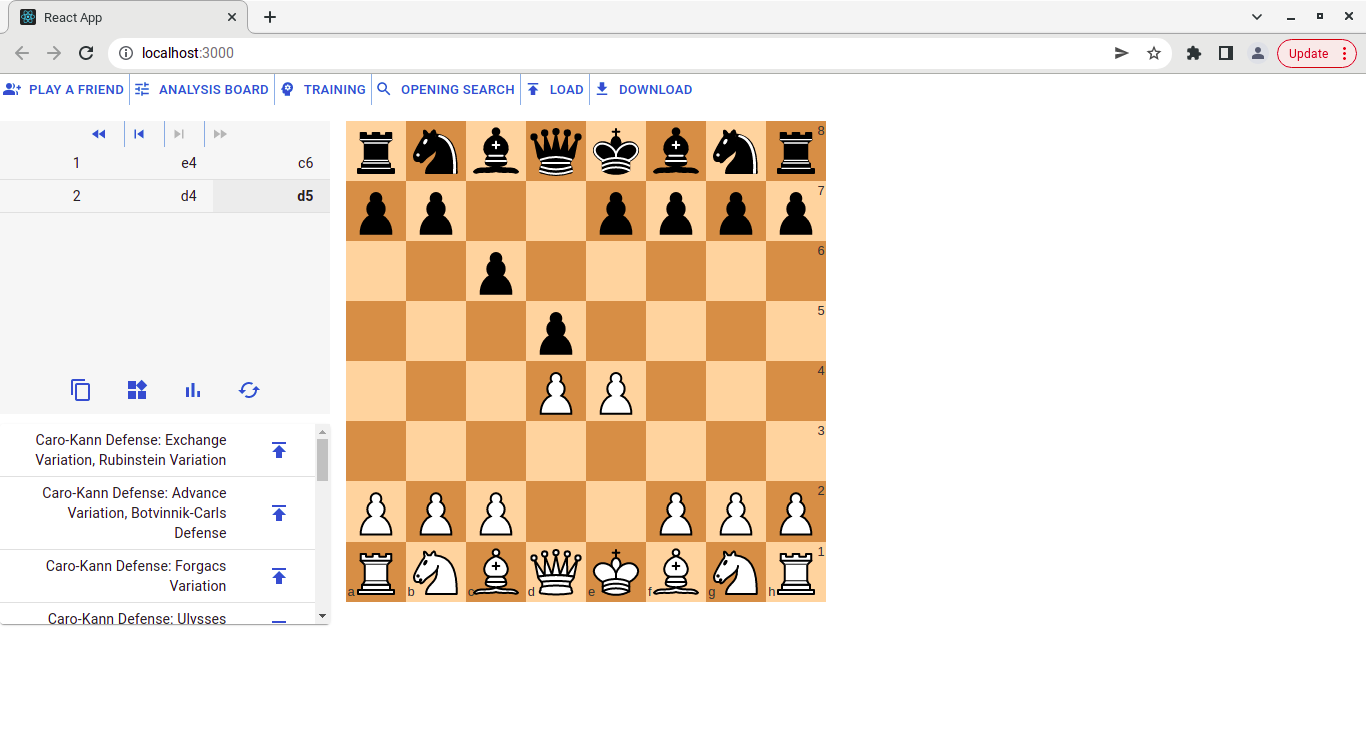 React App
localhost:3000
Update
PLAY A FRIEND ANALYSIS BOARD TRAINING OPENING SEARCH LOAD DOWNLOAD
1 e4 c6
2 d4 d5
Caro-Kann Defense: Exchange
Variation, Rubinstein Variation
Caro-Kann Defense: Advance
Variation, Botvinnik-Carls
Defense
Caro-Kann Defense: Forgacs
Variation
Caro-Kann Defense: Ulysses
8
7
6
5
4
3
2
1
a b c d e f g h